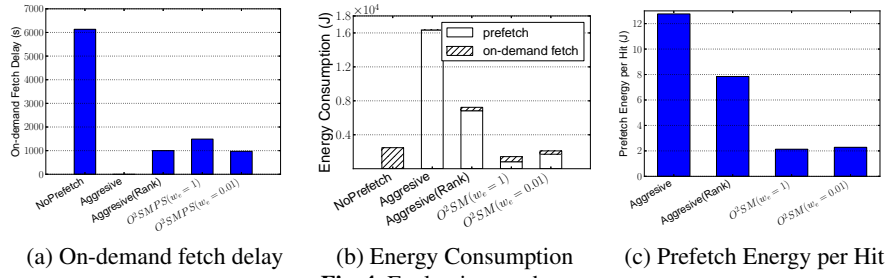 7000
6000
5000
4000
3000
2000
1000
0
On-demand Fetch Delay (s)
NoPrefetch
Aggresive
Aggresive(Rank)
O²SMPS(wₑ = 1)
O²SMPS(wₑ = 0.01)
(a) On-demand fetch delay
×10⁴
1.8
1.6
1.2
0.8
0.4
Energy Consumption (J)
prefetch
on-demand fetch
NoPrefetch
Aggresive
Aggresive(Rank)
O²SM(wₑ = 1)
O²SM(wₑ = 0.01)
(b) Energy Consumption
12
10
8
6
4
2
0
Prefetch Energy per Hit (J)
Aggresive
Aggresive(Rank)
O²SM(wₑ = 1)
O²SM(wₑ = 0.01)
(c) Prefetch Energy per Hit